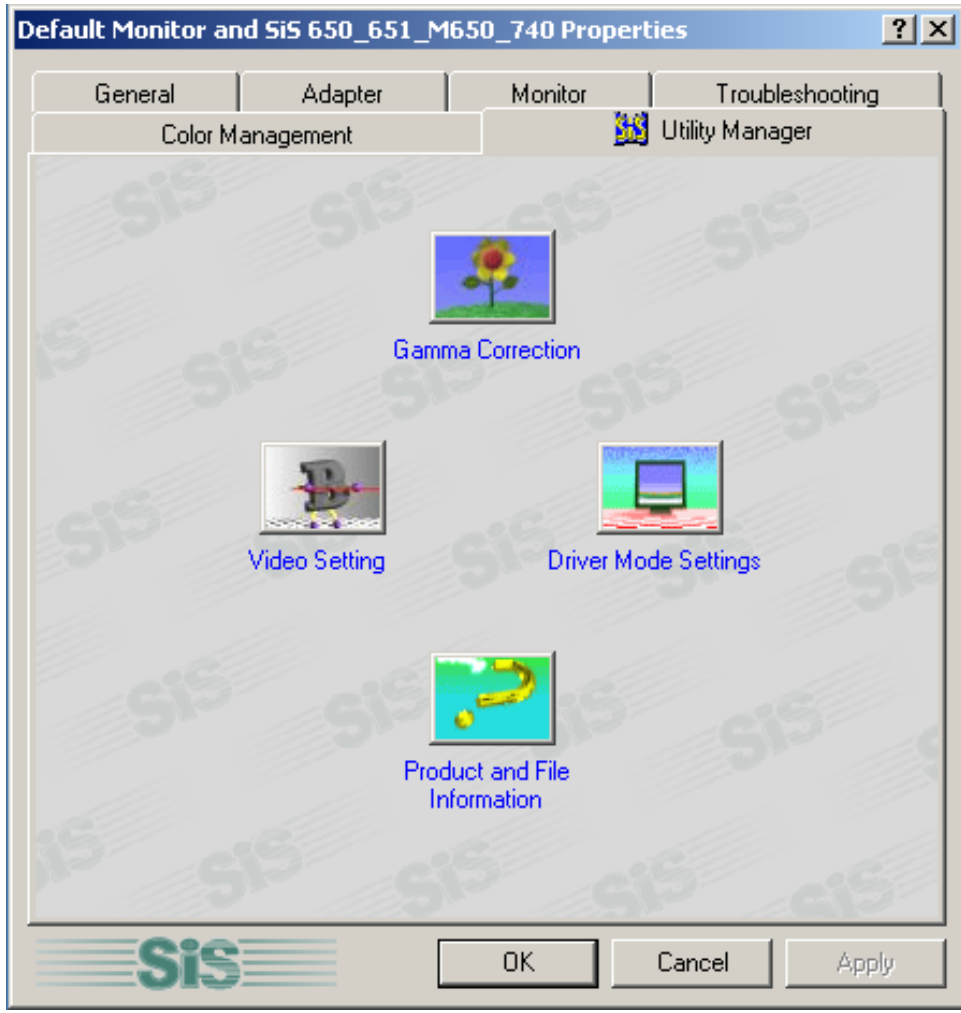 Default Monitor and SiS 650_651_M650_740 Properties
General Adapter Monitor Troubleshooting
Color Management SiS Utility Manager
Gamma Correction
Video Setting Driver Mode Settings
Product and File
Information
SiS OK Cancel Apply